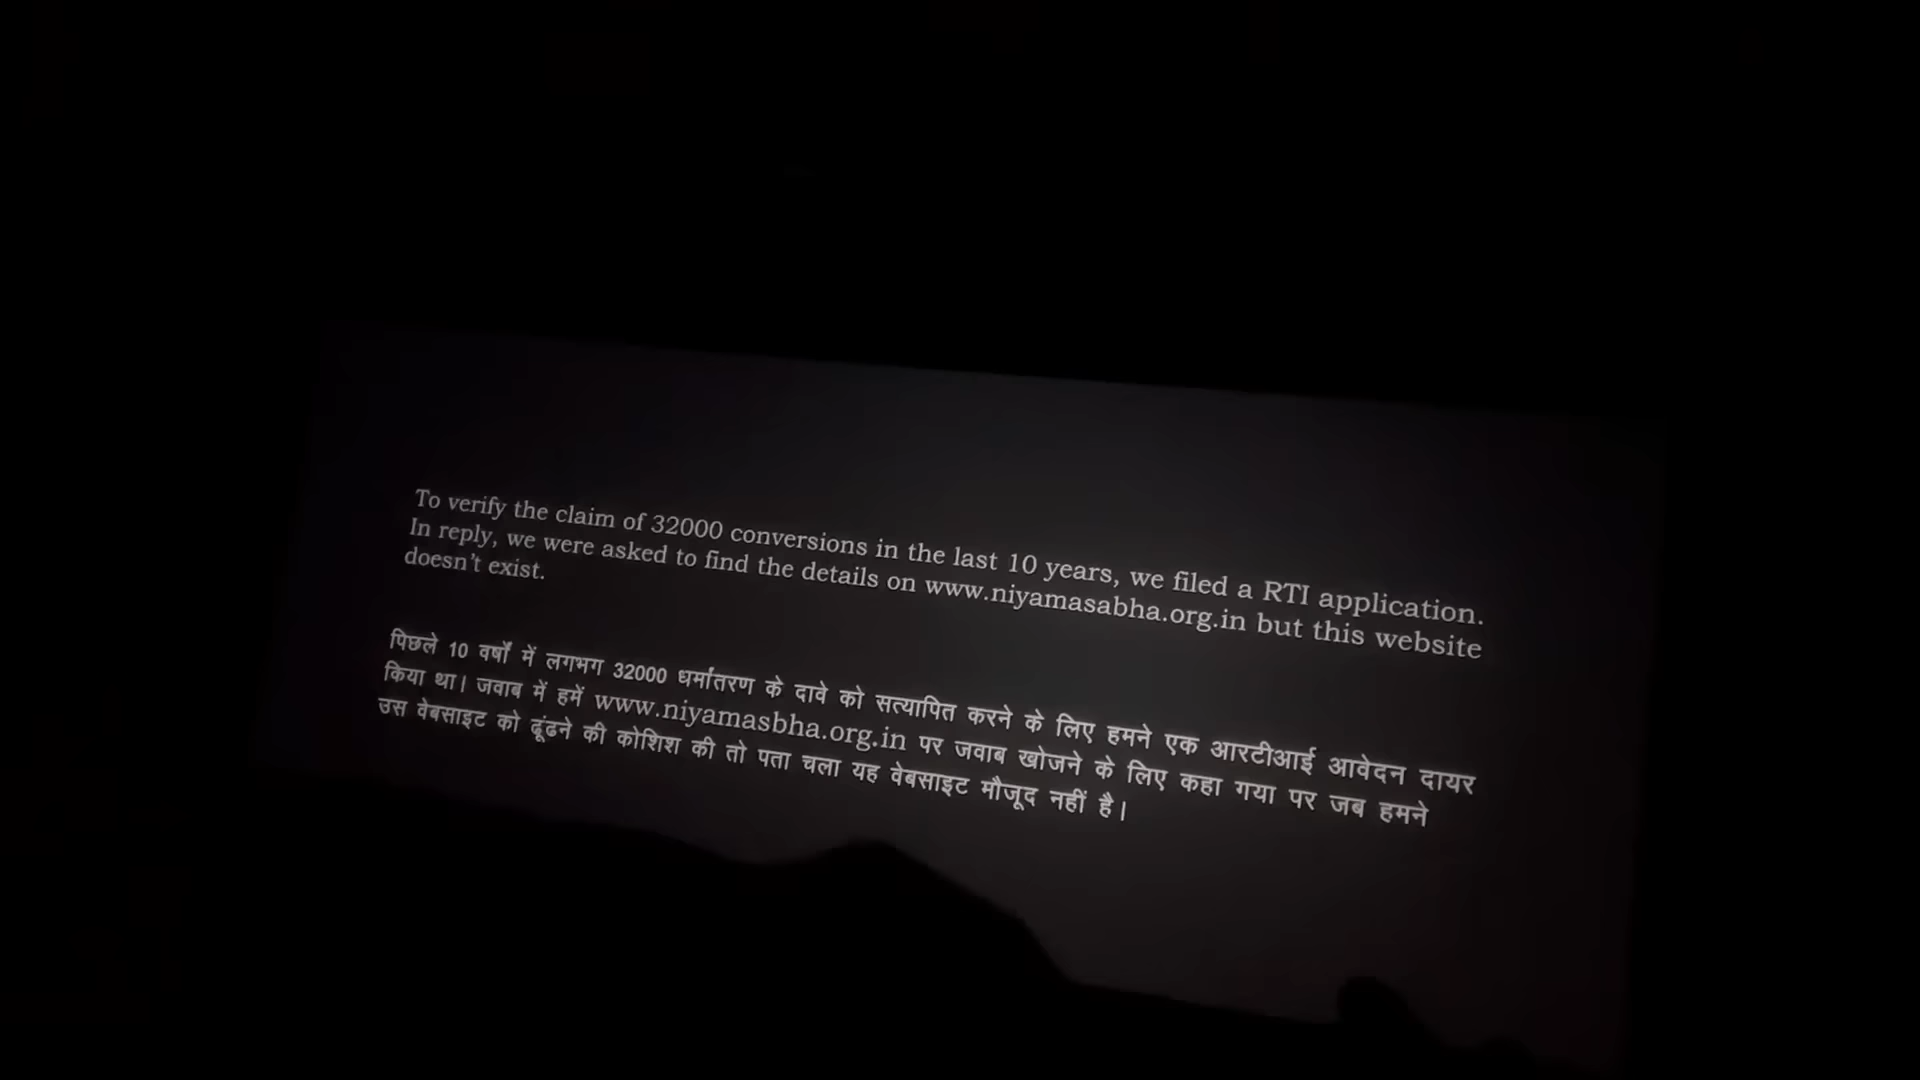 To verify the claim of 32000 conversions in the last 10 years, we filed a RTI application.
In reply, we were asked to find the details on www.niyamasabha.org.in but this website
doesn't exist.
पिछले 10 वर्षों में लगभग 32000 धर्मांतरण के दावे को सत्यापित करने के लिए हमने एक आरटीआई आवेदन दायर
किया था। जवाब में हमें www.niyamasbha.org.in पर जवाब खोजने के लिए कहा गया पर जब हमने
उस वेबसाइट को ढूंढने की कोशिश की तो पता चला यह वेबसाइट मौजूद नहीं है।